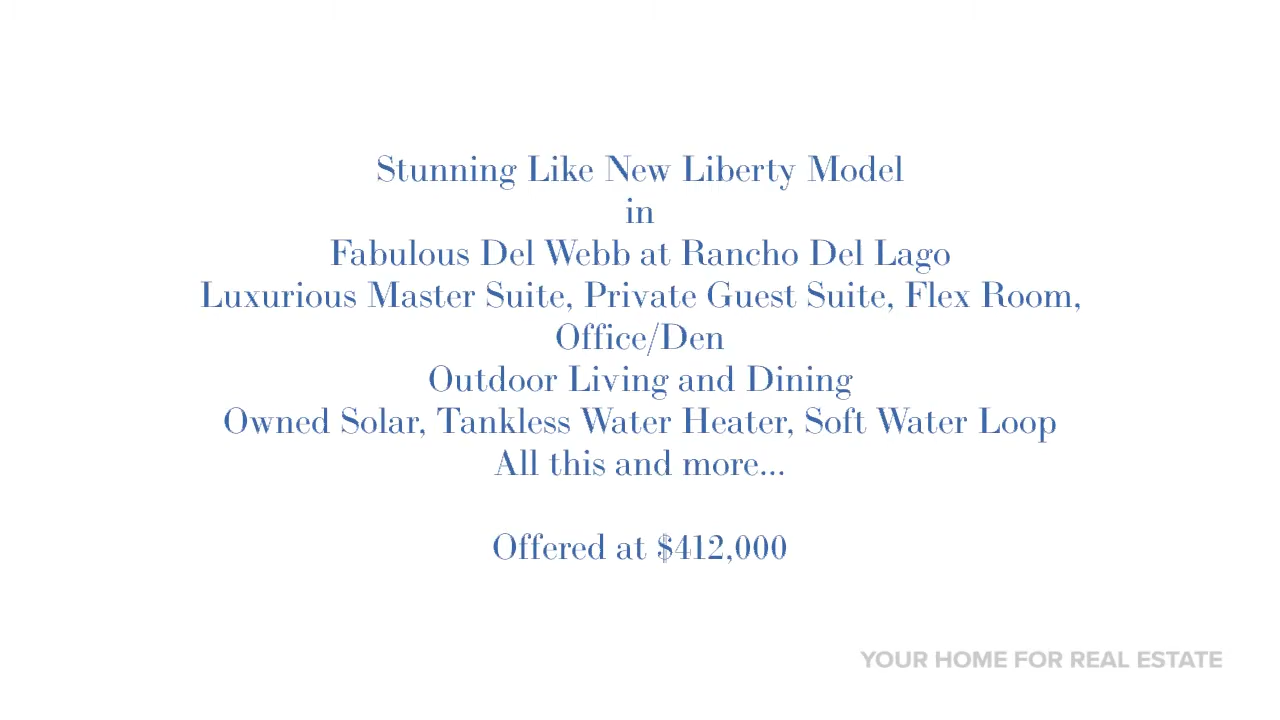 Stunning Like New Liberty Model
in
Fabulous Del Webb at Rancho Del Lago
Luxurious Master Suite, Private Guest Suite, Flex Room,
Office/Den
Outdoor Living and Dining
Owned Solar, Tankless Water Heater, Soft Water Loop
All this and more...
Offered at $412,000
YOUR HOME FOR REAL ESTATE